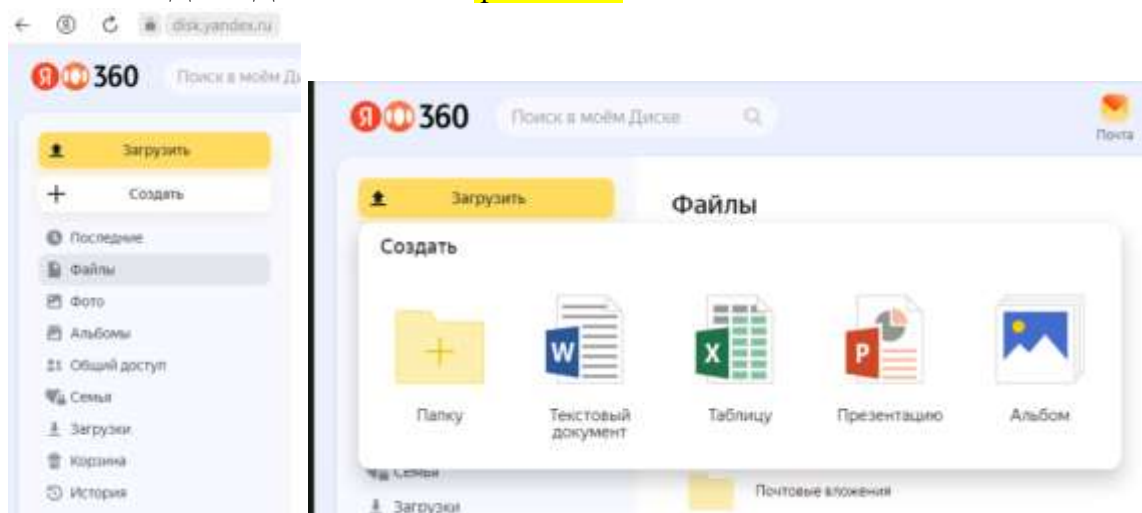 disk.yandex.ru
Я 360
Поиск в моём Ди
Загрузить
Создать
Последние
Файлы
Фото
Альбомы
Общий доступ
Семья
Загрузки
Корзина
История
Я 360
Поиск в моём Диске
Почта
Загрузить
Файлы
Создать
W
X
P
Папку
Текстовый
документ
Таблицу
Презентацию
Альбом
Семья
Загрузки
Почтовые вложения